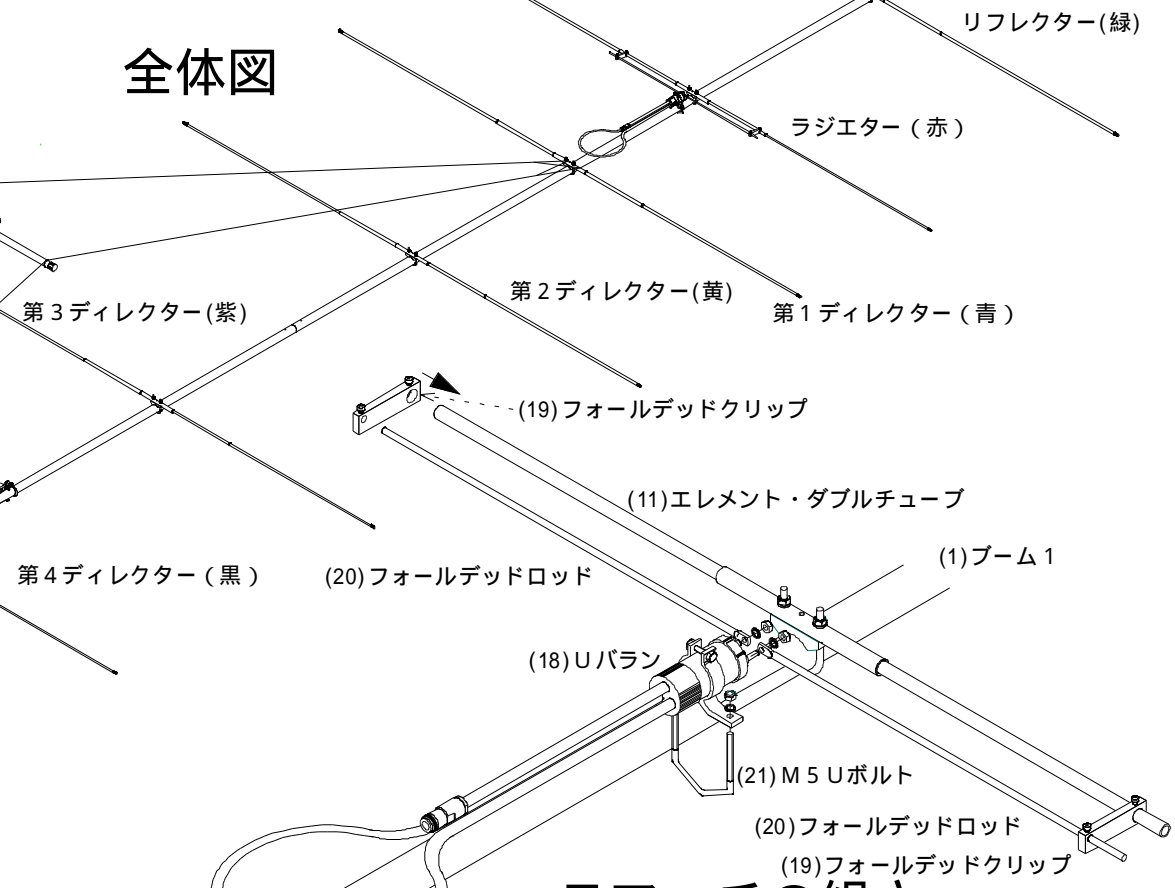 リフレクター(緑)
全体図
ラジエター(赤)
第2ディレクター(黄)
第1ディレクター(青)
第3ディレクター(紫)
(19)フォールデッドクリップ
(11)エレメント・ダブルチューブ
(1)ブーム1
第4ディレクター(黒)
(20)フォールデッドロッド
(18)Uバラン
(21)M5Uボルト
(20)フォールデッドロッド
(19)フォールデッドクリップ